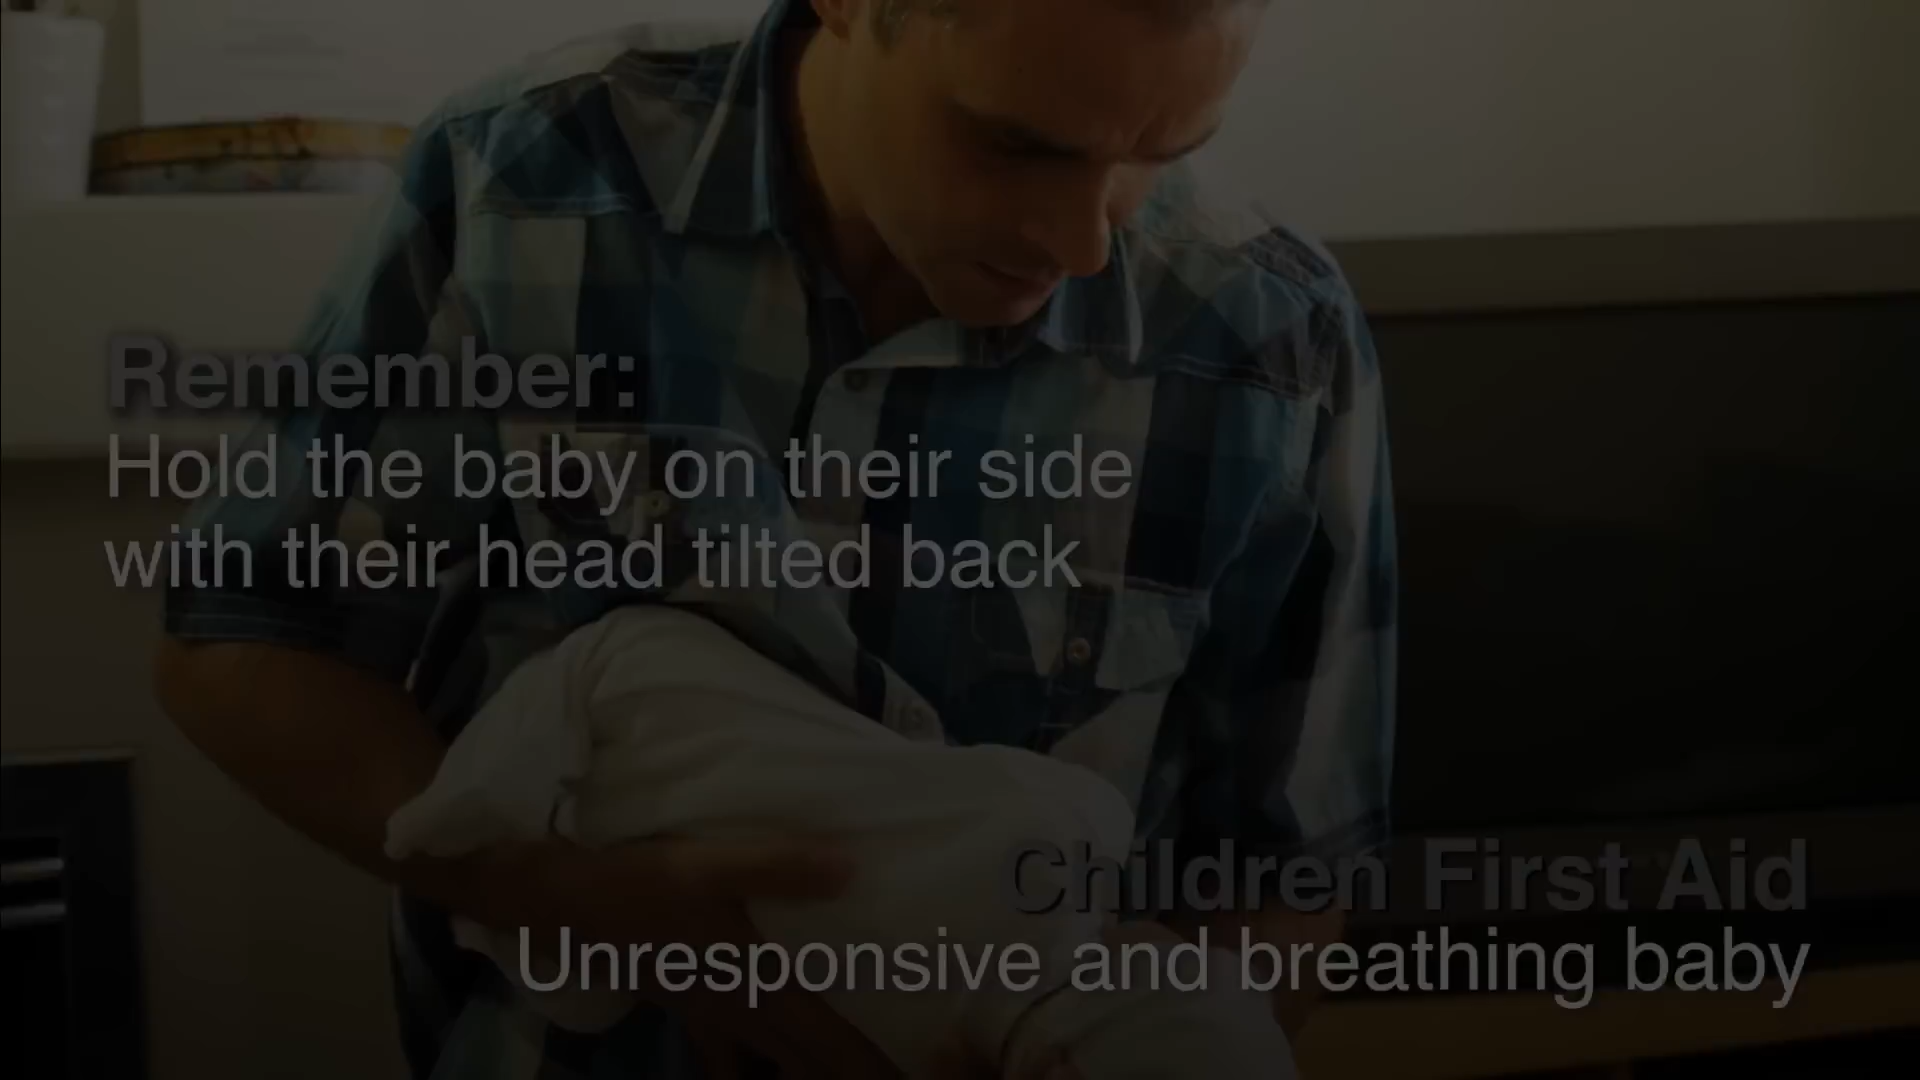 Remember:
Hold the baby on their side
with their head tilted back
Children First Aid
Unresponsive and breathing baby